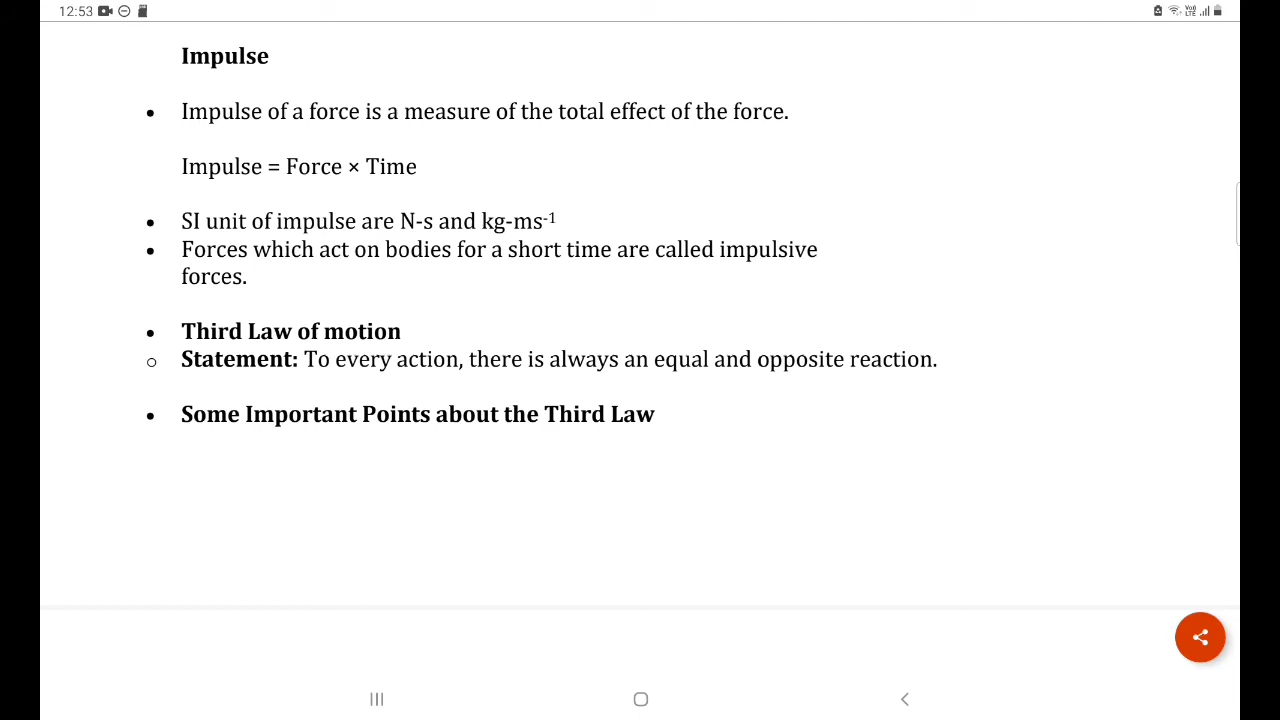 12:53
Vo)
LTE
Impulse
• Impulse of a force is a measure of the total effect of the force.
Impulse = Force × Time
• SI unit of impulse are N-s and kg-ms⁻¹
• Forces which act on bodies for a short time are called impulsive
forces.
• Third Law of motion
o Statement: To every action, there is always an equal and opposite reaction.
• Some Important Points about the Third Law